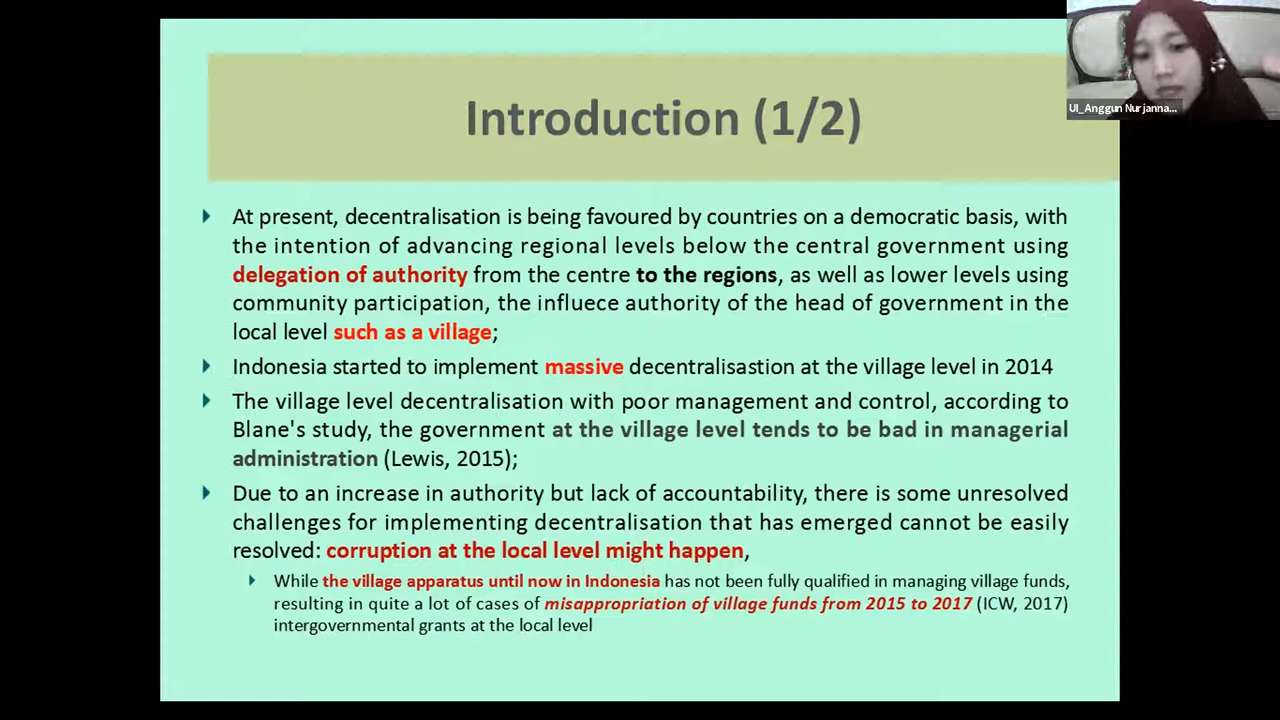 Introduction (1/2)
UI_Anggun Nurjanna...
At present, decentralisation is being favoured by countries on a democratic basis, with
the intention of advancing regional levels below the central government using
delegation of authority from the centre to the regions, as well as lower levels using
community participation, the influece authority of the head of government in the
local level such as a village;
Indonesia started to implement massive decentralisastion at the village level in 2014
The village level decentralisation with poor management and control, according to
Blane's study, the government at the village level tends to be bad in managerial
administration (Lewis, 2015);
Due to an increase in authority but lack of accountability, there is some unresolved
challenges for implementing decentralisation that has emerged cannot be easily
resolved: corruption at the local level might happen,
While the village apparatus until now in Indonesia has not been fully qualified in managing village funds,
resulting in quite a lot of cases of misappropriation of village funds from 2015 to 2017 (ICW, 2017)
intergovernmental grants at the local level